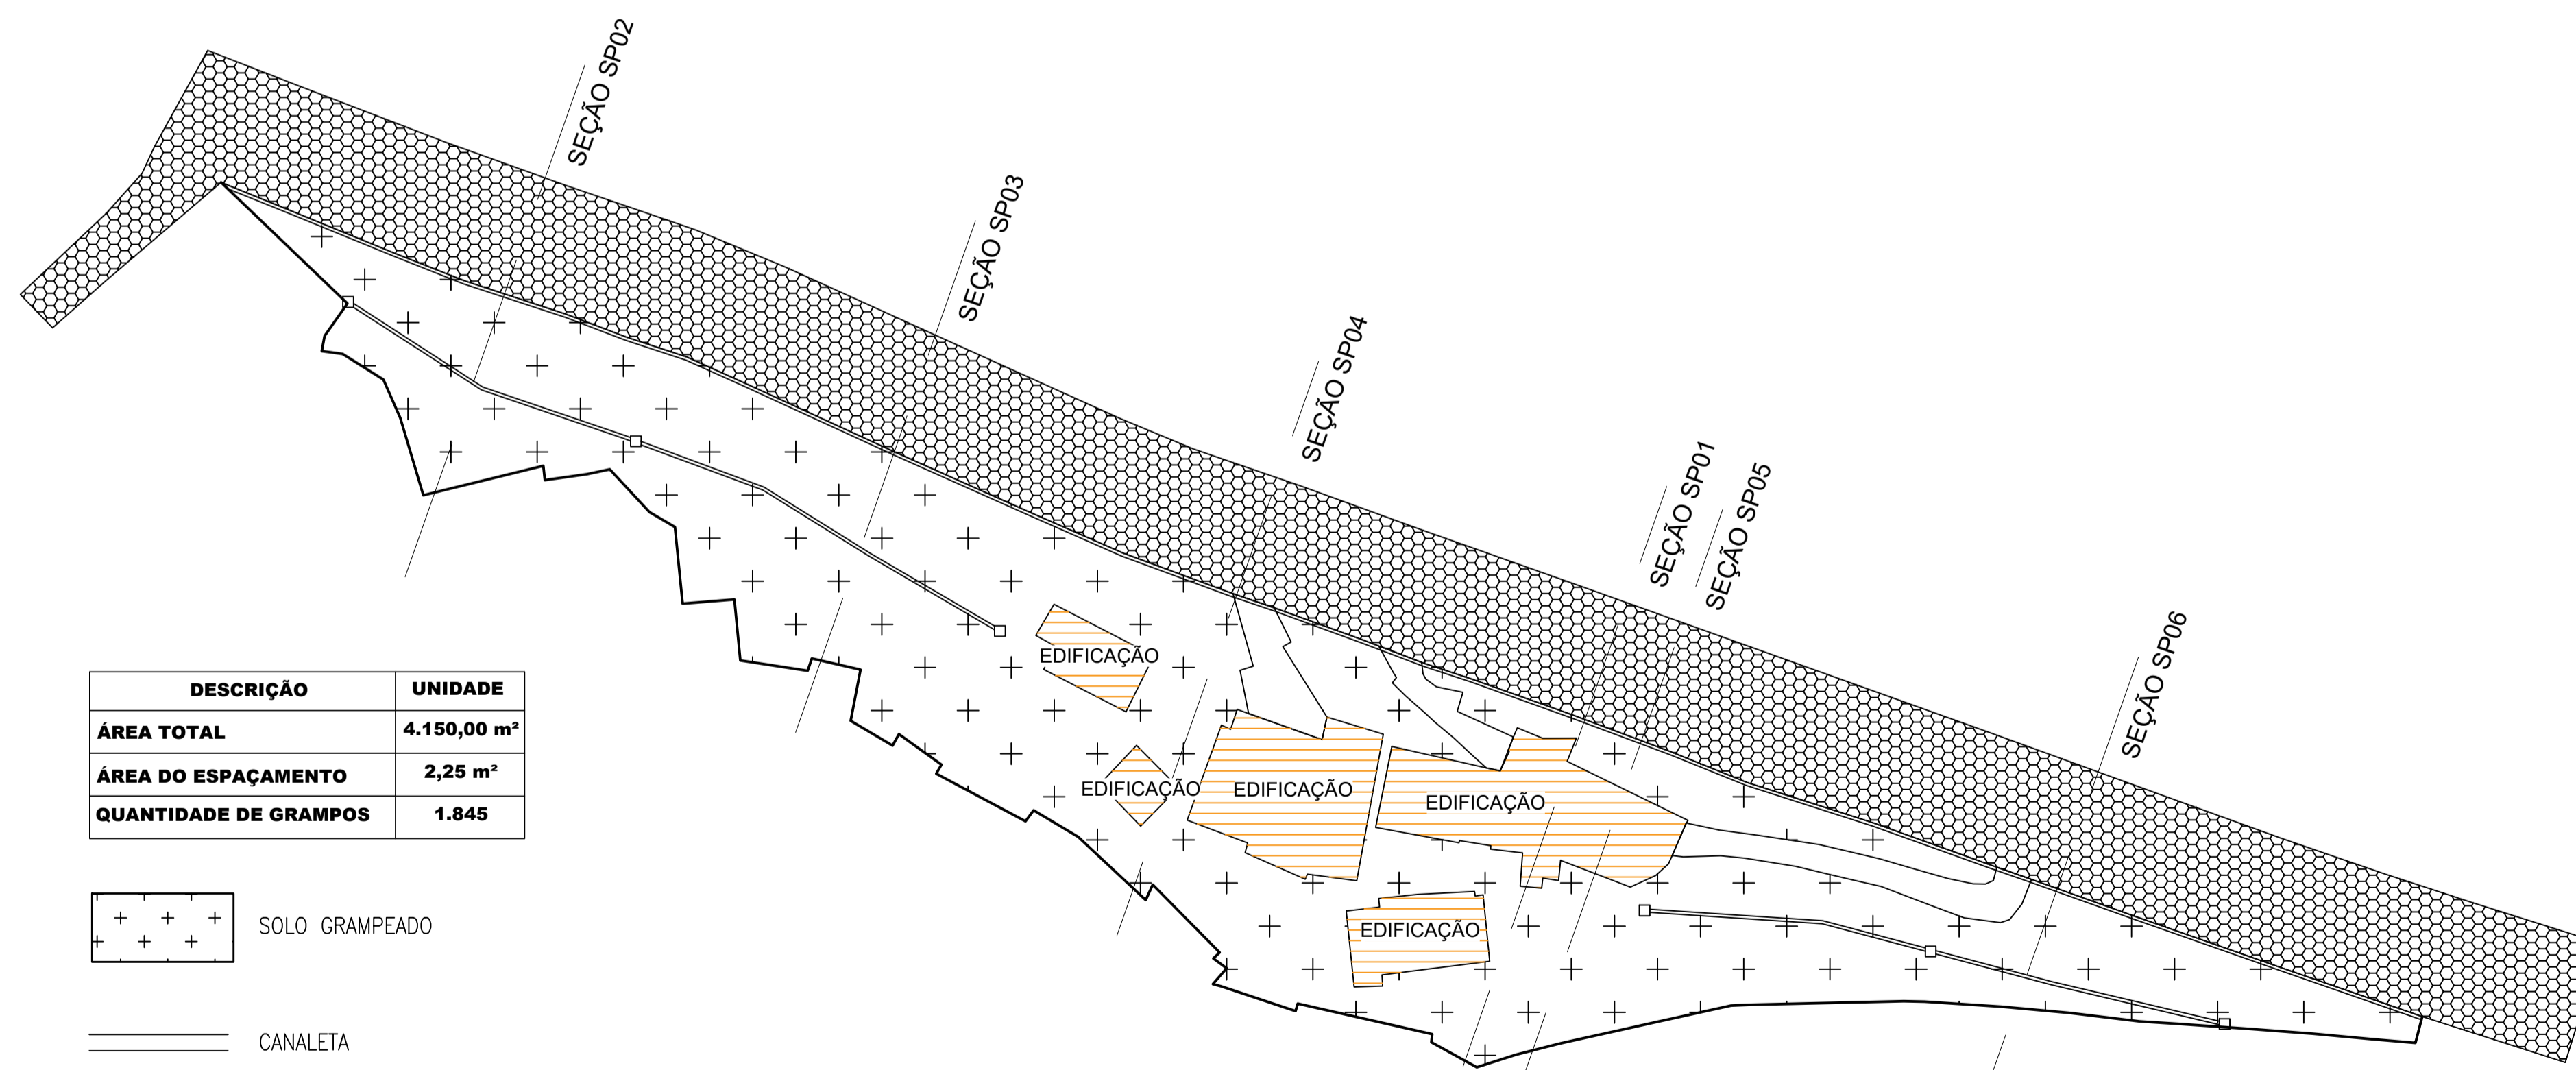 SEÇÃO SP02
SEÇÃO SP03
SEÇÃO SP04
SEÇÃO SP01
SEÇÃO SP05
SEÇÃO SP06
EDIFICAÇÃO
EDIFICAÇÃO
EDIFICAÇÃO
EDIFICAÇÃO
EDIFICAÇÃO
DESCRIÇÃO UNIDADE
ÁREA TOTAL 4.150,00 m²
ÁREA DO ESPAÇAMENTO 2,25 m²
QUANTIDADE DE GRAMPOS 1.845
SOLO GRAMPEADO
CANALETA